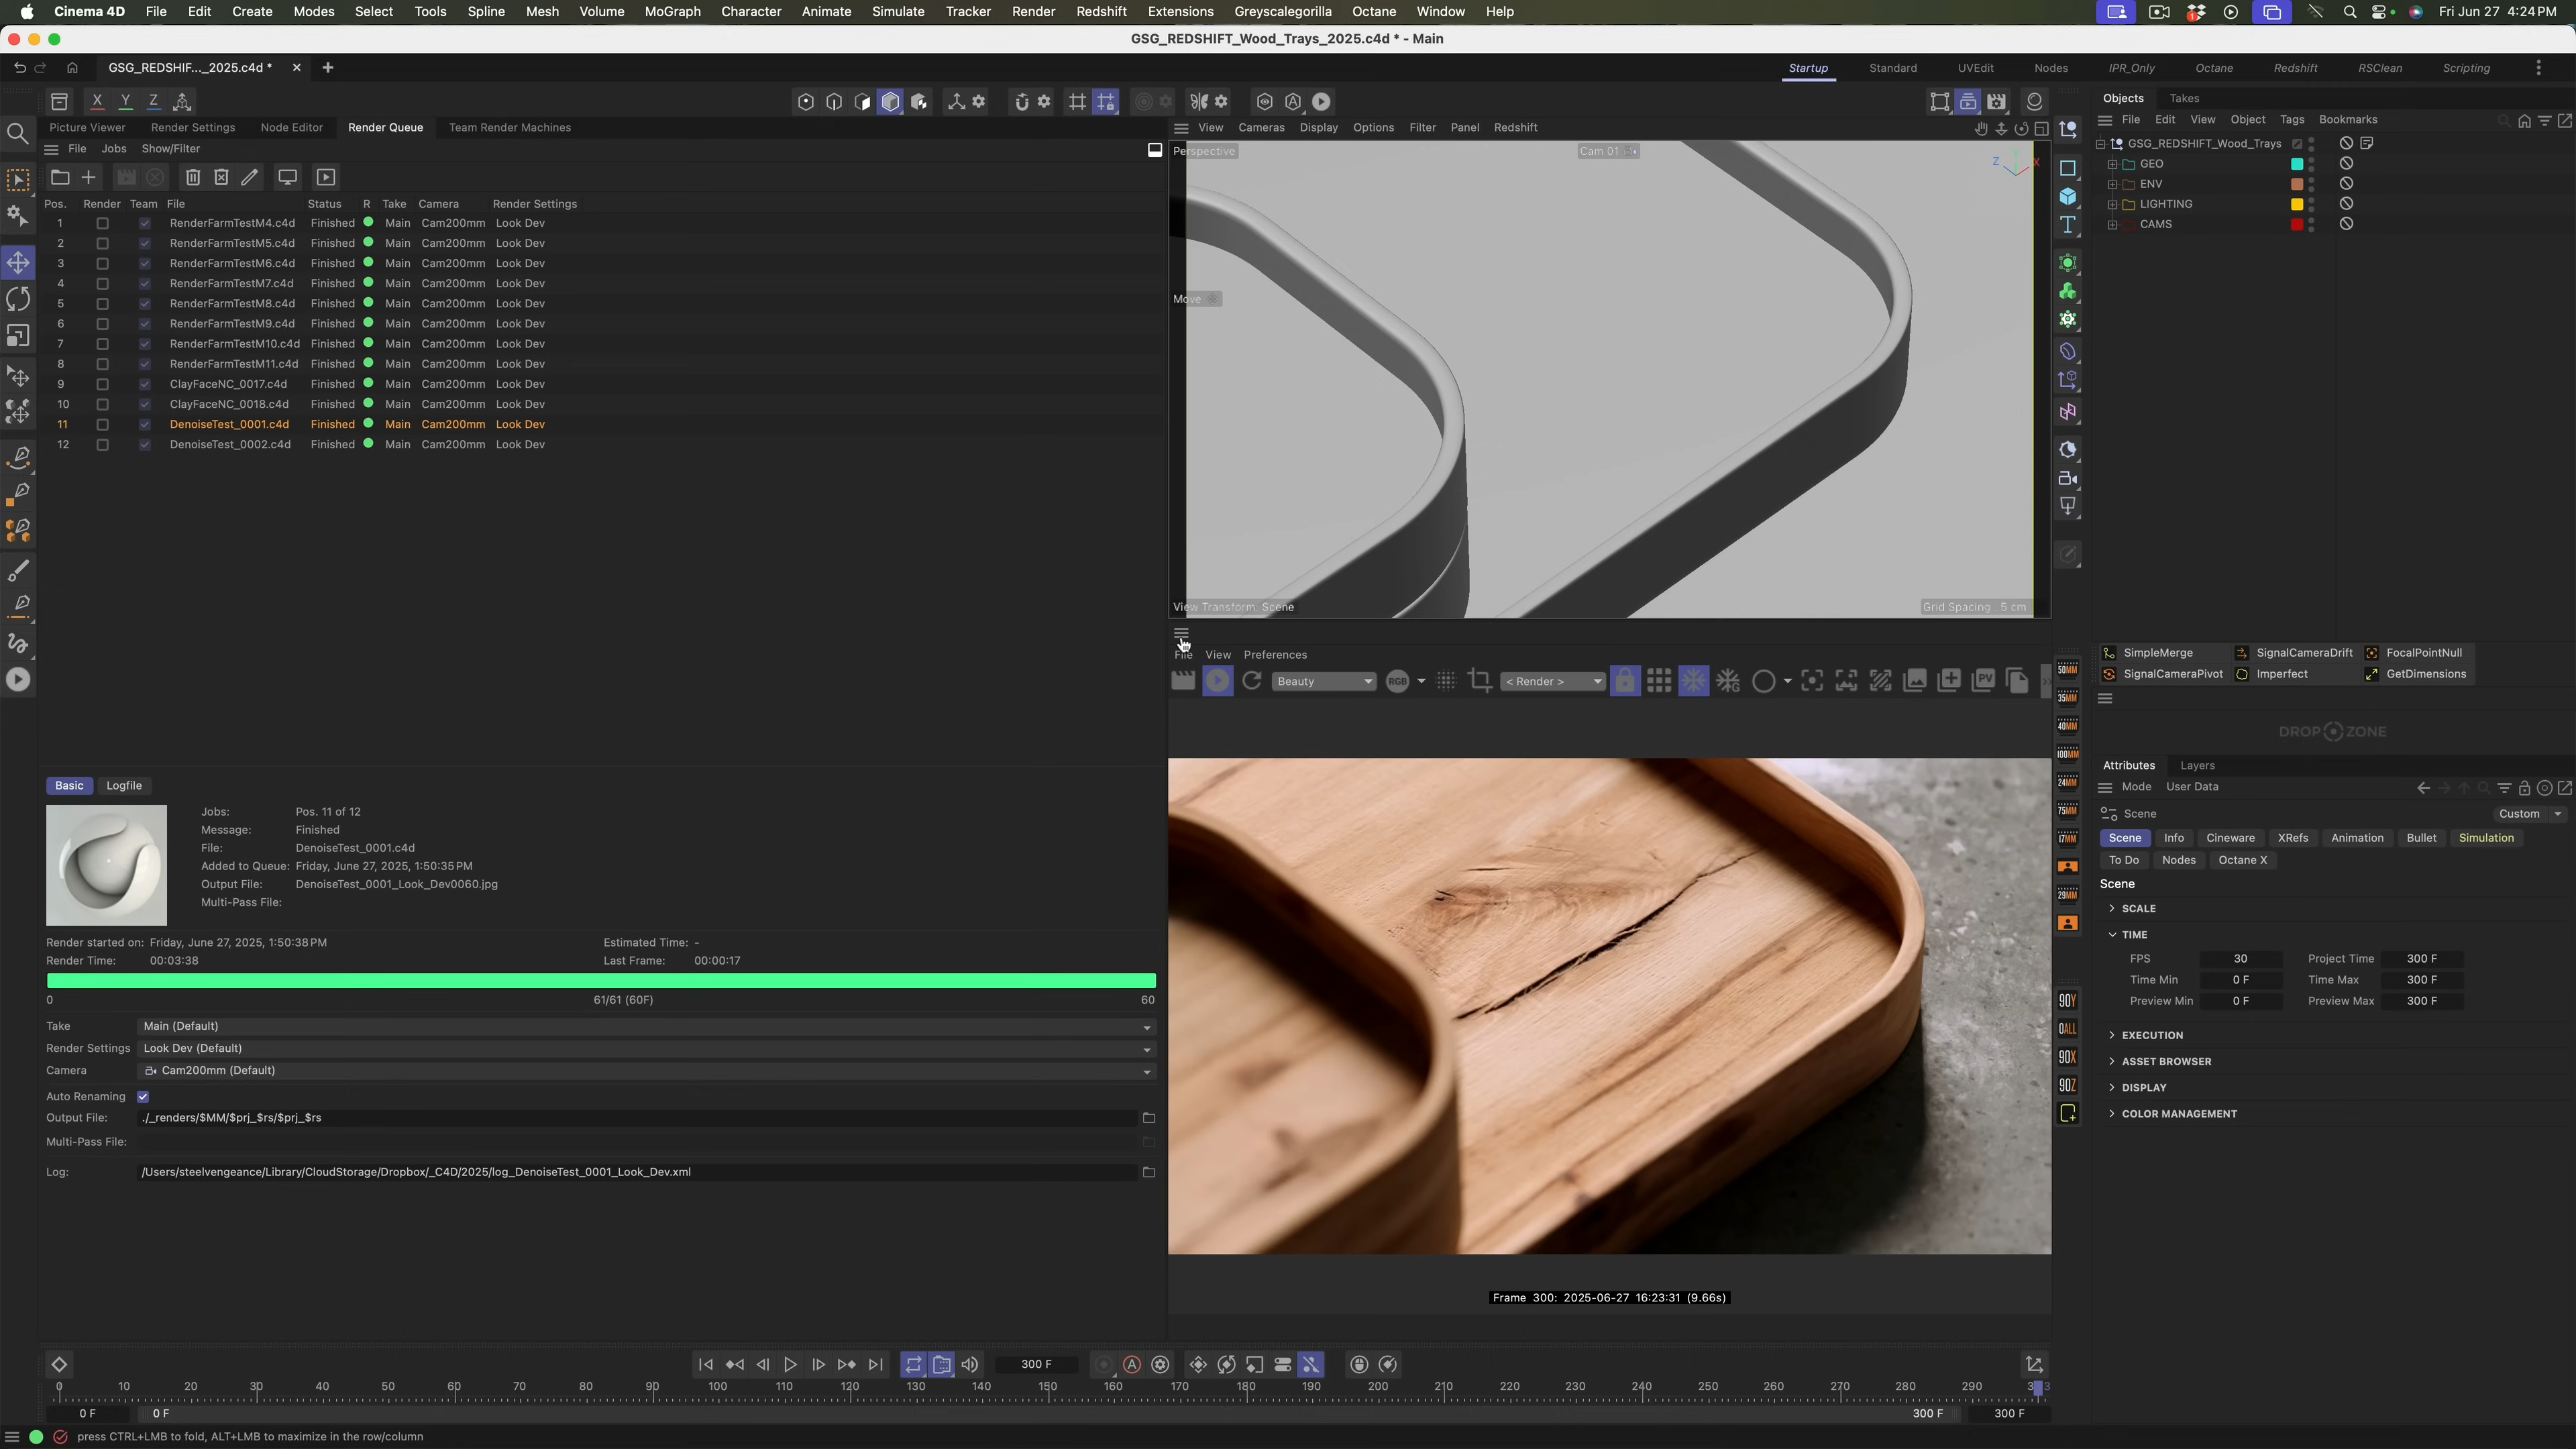 Cinema 4D File Edit Create Modes Select Tools Spline Mesh Volume MoGraph Character Animate Simulate Tracker Render Redshift Extensions Greyscalegorilla Octane Window Help Fri Jun 27 4:24 PM
GSG_REDSHIFT_Wood_Trays_2025.c4d * - Main
GSG_REDSHIF..._2025.c4d * Startup Standard UVEdit Nodes IPR_Only Octane Redshift RSClean Scripting
X Y Z
Picture Viewer Render Settings Node Editor Render Queue Team Render Machines
File Jobs Show/Filter
Pos. Render Team File Status R Take Camera Render Settings
1 RenderFarmTestM4.c4d Finished Main Cam200mm Look Dev
2 RenderFarmTestM5.c4d Finished Main Cam200mm Look Dev
3 RenderFarmTestM6.c4d Finished Main Cam200mm Look Dev
4 RenderFarmTestM7.c4d Finished Main Cam200mm Look Dev
5 RenderFarmTestM8.c4d Finished Main Cam200mm Look Dev
6 RenderFarmTestM9.c4d Finished Main Cam200mm Look Dev
7 RenderFarmTestM10.c4d Finished Main Cam200mm Look Dev
8 RenderFarmTestM11.c4d Finished Main Cam200mm Look Dev
9 ClayFaceNC_0017.c4d Finished Main Cam200mm Look Dev
10 ClayFaceNC_0018.c4d Finished Main Cam200mm Look Dev
11 DenoiseTest_0001.c4d Finished Main Cam200mm Look Dev
12 DenoiseTest_0002.c4d Finished Main Cam200mm Look Dev
Basic Logfile
Jobs: Pos. 11 of 12
Message: Finished
File: DenoiseTest_0001.c4d
Added to Queue: Friday, June 27, 2025, 1:50:35 PM
Output File: DenoiseTest_0001_Look_Dev0060.jpg
Multi-Pass File:
Render started on: Friday, June 27, 2025, 1:50:38 PM Estimated Time: -
Render Time: 00:03:38 Last Frame: 00:00:17
0 61/61 (60F) 60
Take Main (Default)
Render Settings Look Dev (Default)
Camera Cam200mm (Default)
Auto Renaming
Output File: ./_renders/$MM/$prj_$rs/$prj_$rs
Multi-Pass File:
Log: /Users/steelvengeance/Library/CloudStorage/Dropbox/_C4D/2025/log_DenoiseTest_0001_Look_Dev.xml
View Cameras Display Options Filter Panel Redshift
Perspective Cam 01 Z X
Move
View Transform: Scene Grid Spacing : 5 cm
File View Preferences
Beauty RGB < Render > G PV
Frame 300: 2025-06-27 16:23:31 (9.66s)
50MM
35MM
40MM
100MM
24MM
75MM
17MM
29MM
90Y
0ALL
90X
90Z
Objects Takes
File Edit View Object Tags Bookmarks
GSG_REDSHIFT_Wood_Trays
GEO
ENV
LIGHTING
CAMS
SimpleMerge SignalCameraDrift FocalPointNull
SignalCameraPivot Imperfect GetDimensions
DROP ZONE
Attributes Layers
Mode User Data
Scene Custom
Scene Info Cineware XRefs Animation Bullet Simulation
To Do Nodes Octane X
Scene
SCALE
TIME
FPS 30 Project Time 300 F
Time Min 0 F Time Max 300 F
Preview Min 0 F Preview Max 300 F
EXECUTION
ASSET BROWSER
DISPLAY
COLOR MANAGEMENT
300 F
0 10 20 30 40 50 60 70 80 90 100 110 120 130 140 150 160 170 180 190 200 210 220 230 240 250 260 270 280 290
0 F 0 F 300 F 300 F
press CTRL+LMB to fold, ALT+LMB to maximize in the row/column